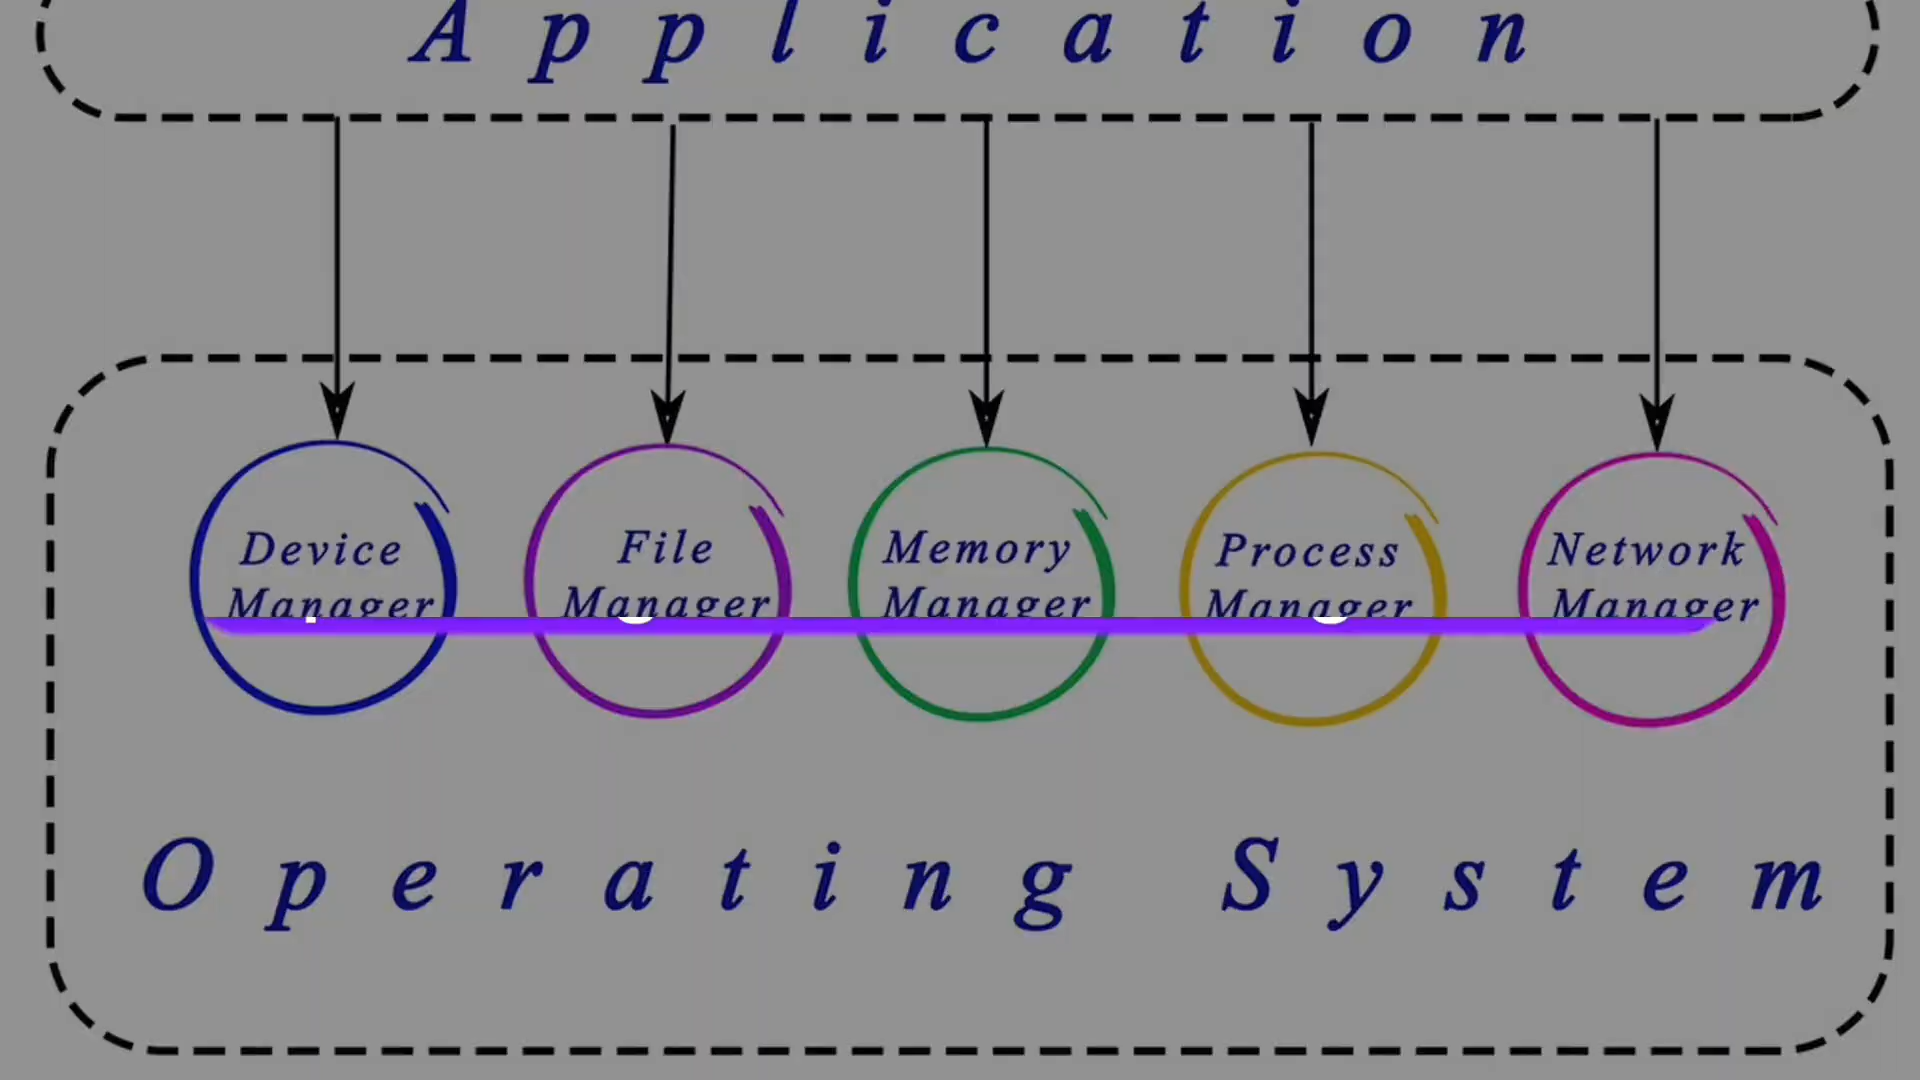 Application
Device
Manager
File
Manager
Memory
Manager
Process
Manager
Network
Manager
Operating System